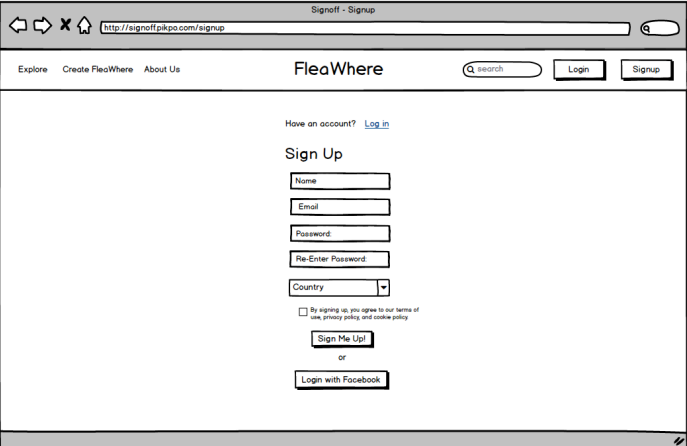 Signoff - Signup
http://signoff.pikpo.com/signup
Explore Create FleaWhere About Us FleaWhere search Login Signup
Have an account? Log in
Sign Up
Name
Email
Password:
Re-Enter Password:
Country
By signing up, you agree to our terms of
use, privacy policy, and cookie policy
Sign Me Up!
or
Login with Facebook